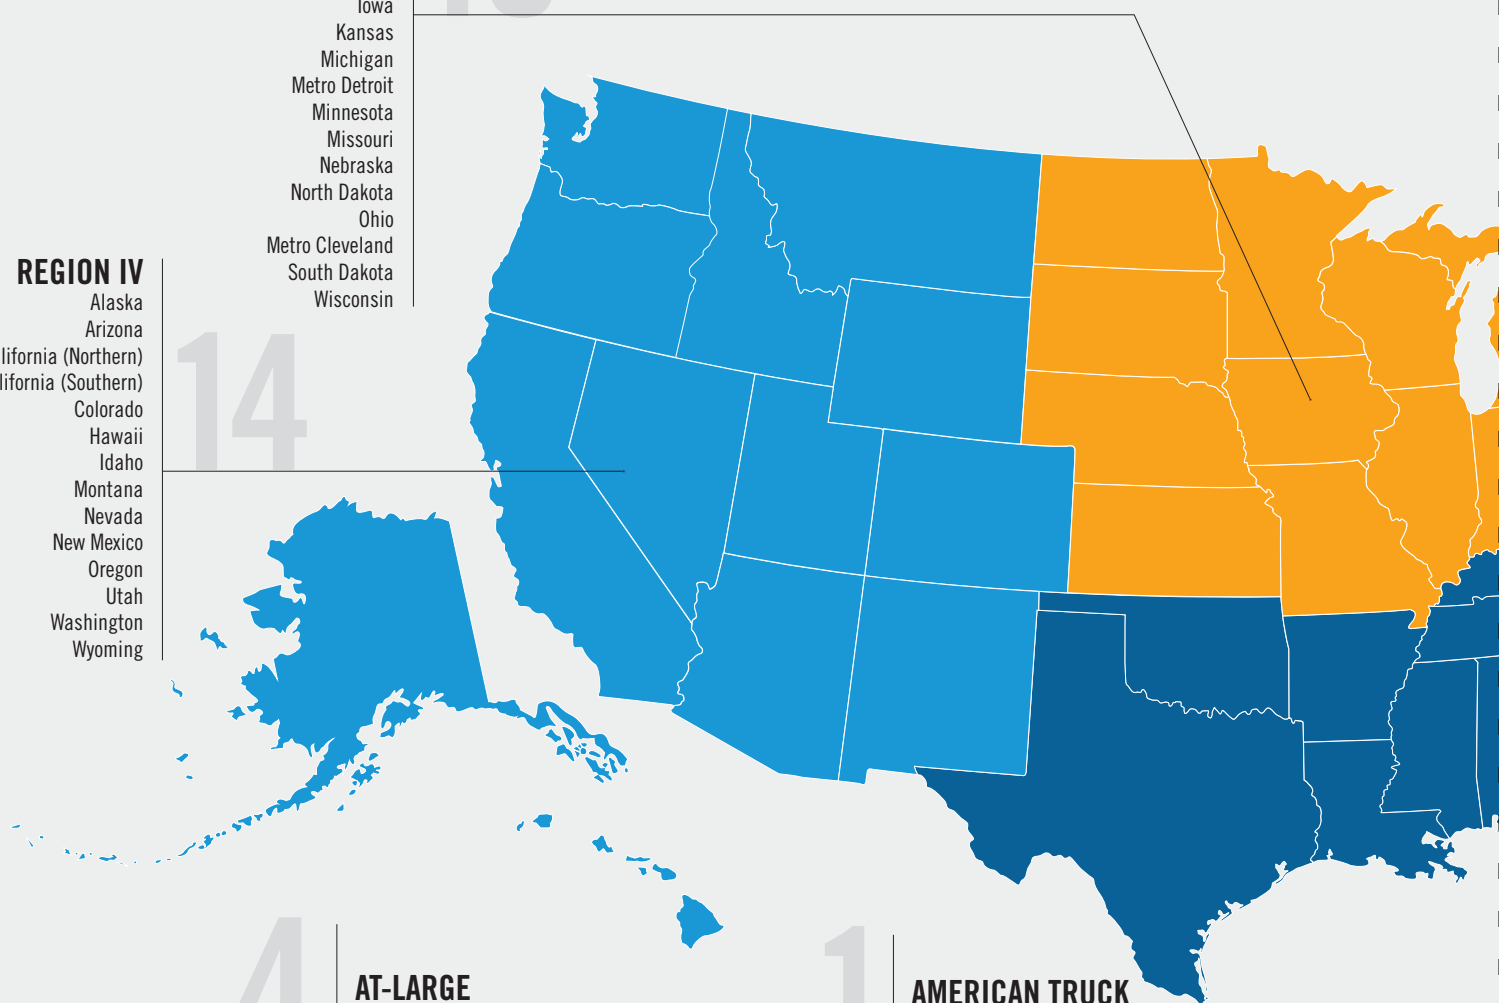 Iowa
Kansas
Michigan
Metro Detroit
Minnesota
Missouri
Nebraska
North Dakota
Ohio
Metro Cleveland
South Dakota
Wisconsin
REGION IV
Alaska
Arizona
lifornia (Northern)
lifornia (Southern)
Colorado
Hawaii
Idaho
Montana
Nevada
New Mexico
Oregon
Utah
Washington
Wyoming
14
4
AT-LARGE
1
AMERICAN TRUCK